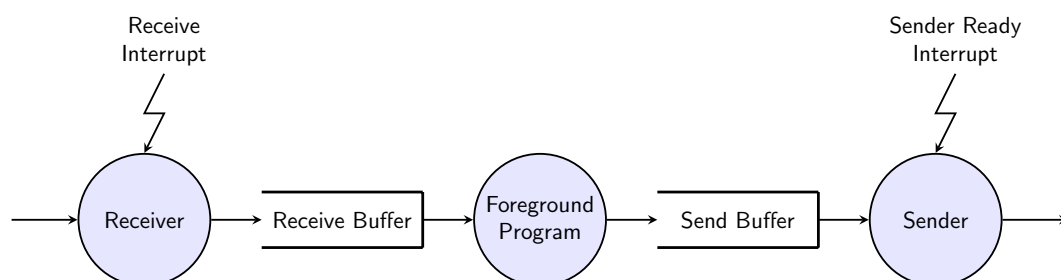 Receive
Interrupt
Sender Ready
Interrupt
Receiver
Receive Buffer
Foreground
Program
Send Buffer
Sender